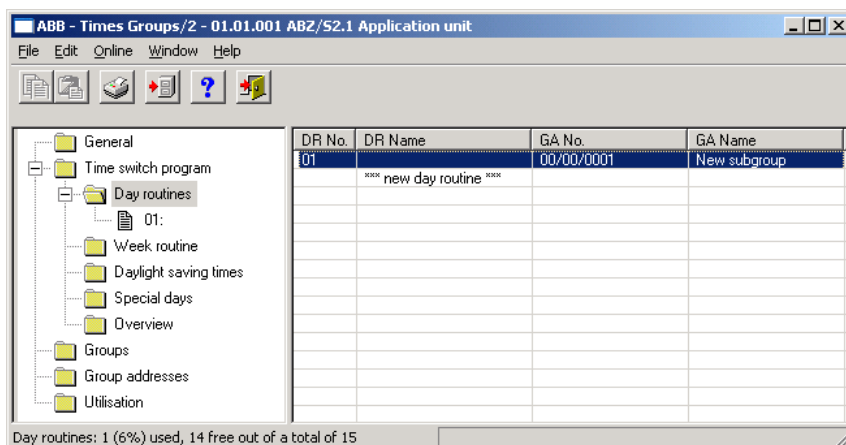 ABB - Times Groups/2 - 01.01.001 ABZ/S2.1 Application unit
File Edit Online Window Help
General
Time switch program
Day routines
01:
Week routine
Daylight saving times
Special days
Overview
Groups
Group addresses
Utilisation
DR No. DR Name GA No. GA Name
01 00/00/0001 New subgroup
*** new day routine ***
Day routines: 1 (6%) used, 14 free out of a total of 15